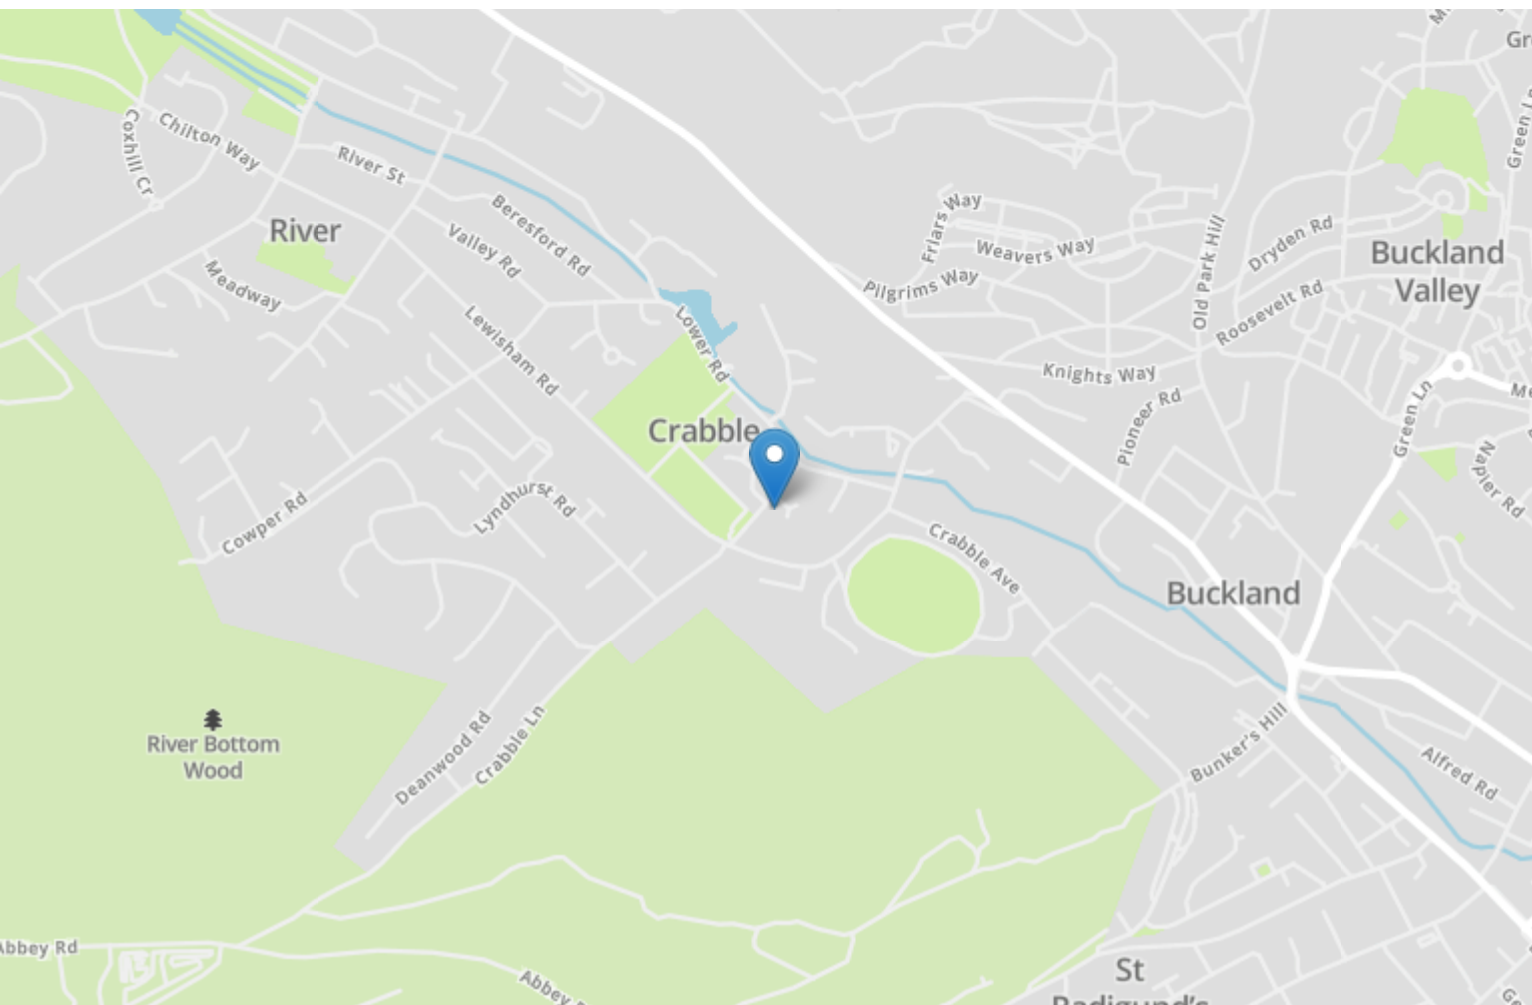 Chilton Way
Coxhill Cr
River St
River
Beresford Rd
Valley Rd
Meadway
Lewisham Rd
Lower Rd
Friars Way
Weavers Way
Pilgrims Way
Old Park Hill
Dryden Rd
Roosevelt Rd
Buckland
Valley
Green Ln
Knights Way
Pioneer Rd
Crabble
Napier Rd
Cowper Rd
Lyndhurst Rd
Crabble Ave
Buckland
River Bottom
Wood
Deanwood Rd
Crabble Ln
Bunker's Hill
Alfred Rd
Abbey Rd
Abbey
St
Radigund's